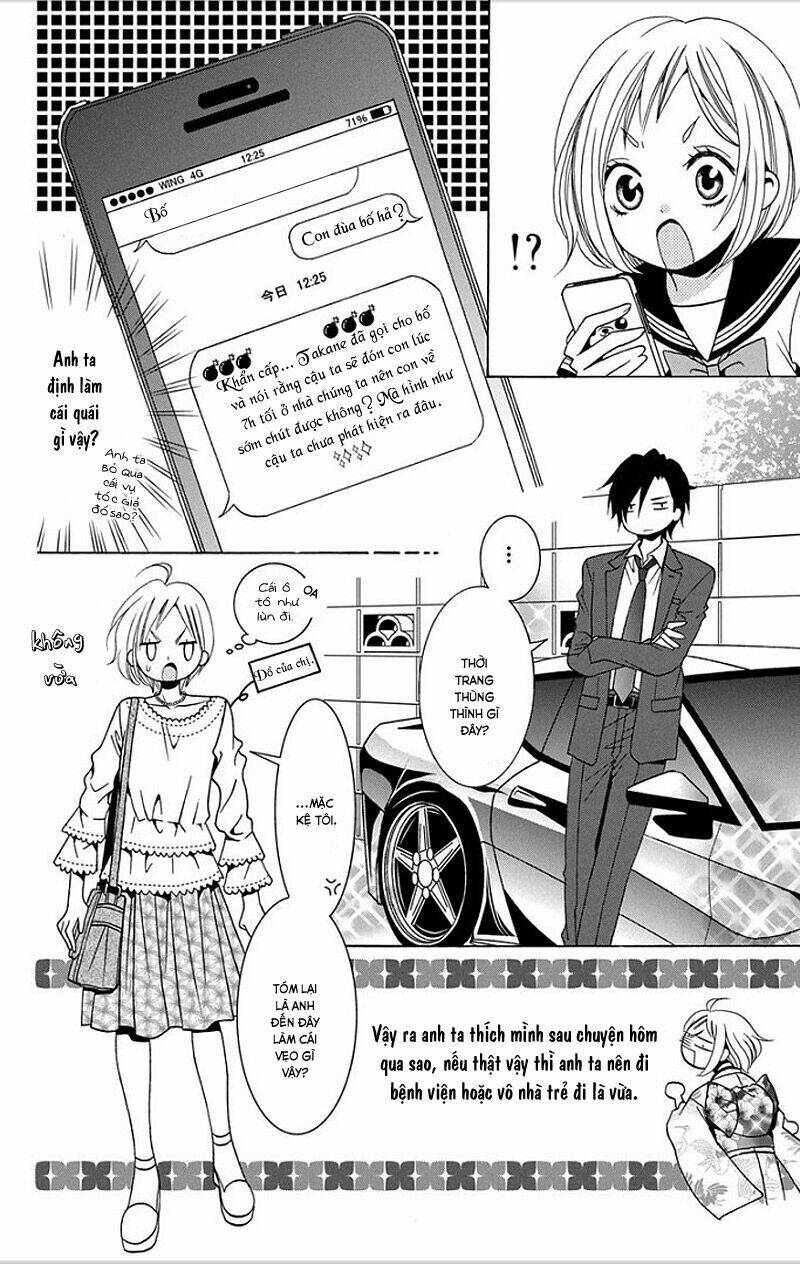 ●●●●● WING 4G 12:25 71%
Bố
Con đùa bố hả?
今日 12:25
Khẩn cấp... Takane đã gọi cho bố
và nói rằng cậu ta sẽ đón con lúc
7h tối ở nhà chúng ta nên con về
sớm chút được không? Mà hình như
cậu ta chưa phát hiện ra đâu.
!?
Anh ta
định làm
cái quái
gì vậy?
Anh ta
bỏ qua
cái vụ
tóc giả
đó sao?
...
THỜI
TRANG
THÙNG
THÌNH GÌ
ĐÂY?
Cái ô
tô như
lùn đi.
Đồ của chị.
không
vừa
...MẶC
KỆ TÔI.
TÓM LẠI
LÀ ANH
ĐẾN ĐÂY
LÀM CÁI
VẸO GÌ
VẬY?
Vậy ra anh ta thích mình sau chuyện hôm
qua sao, nếu thật vậy thì anh ta nên đi
bệnh viện hoặc vô nhà trẻ đi là vừa.